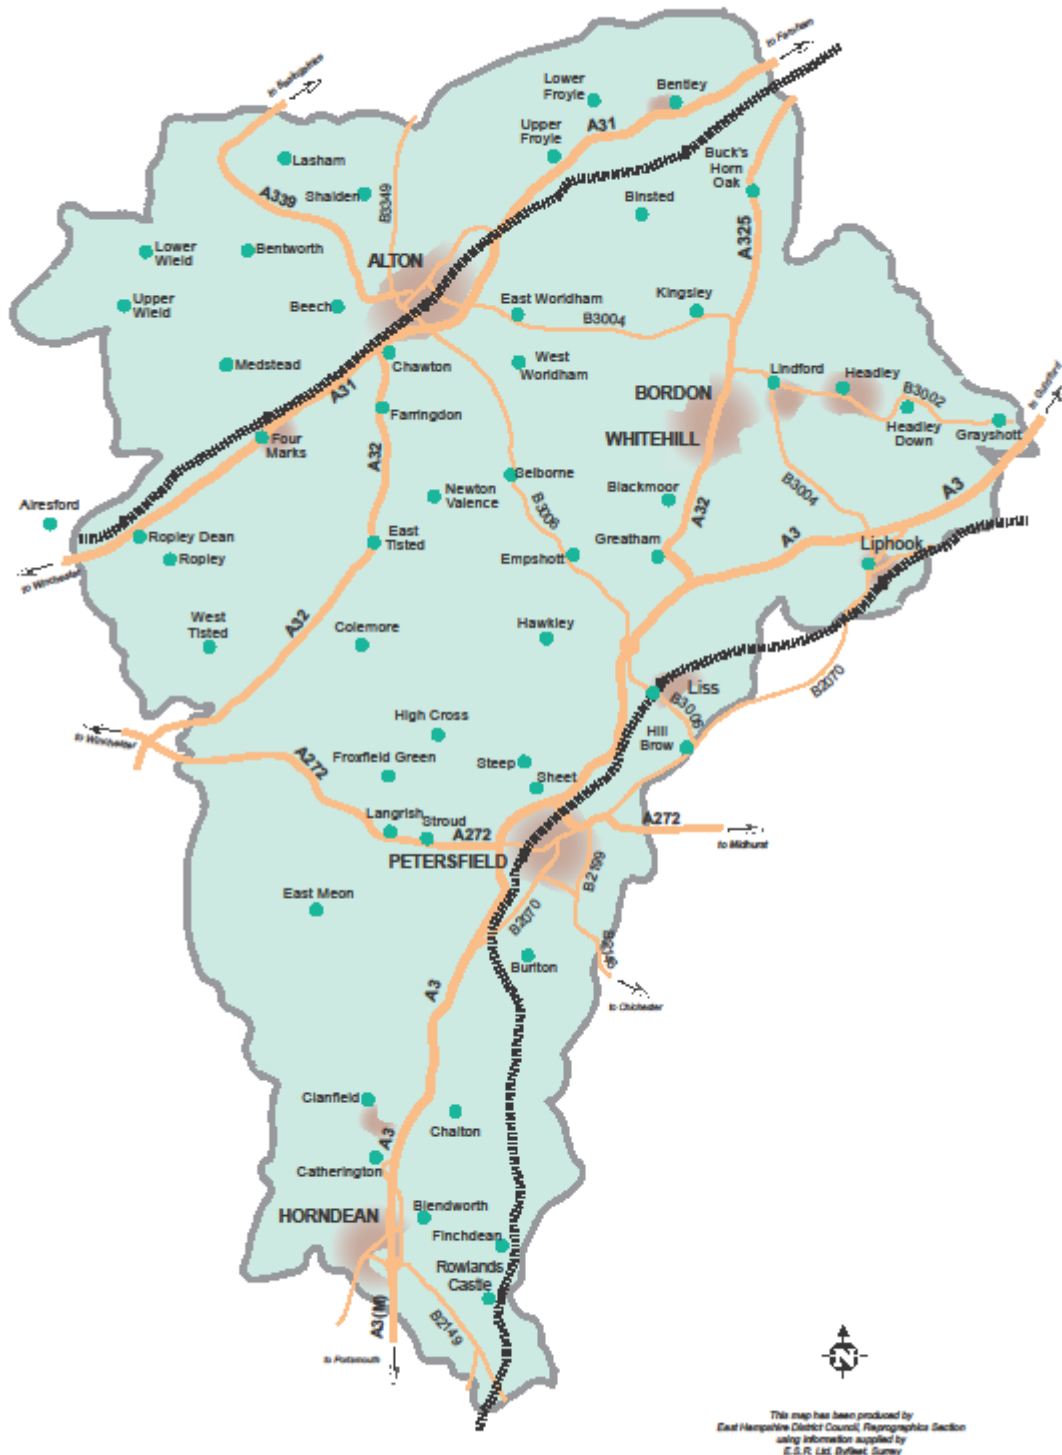 to Farnham
to Basingstoke
Lower
Froyle
Bentley
A31
Upper
Froyle
Buck's
Horn
Oak
Lasham
A339
Shalden
B3349
Binsted
A325
Lower
Wield
Bentworth
ALTON
Upper
Wield
Beech
East Worldham
Kingsley
B3004
Medstead
A31
Chawton
West
Worldham
Lindford
Headley
BORDON
B3002
to Guildford
Farringdon
Headley
Down
Grayshott
Four
Marks
A32
WHITEHILL
Selborne
Newton
Valence
Blackmoor
B3004
A3
Alresford
B3006
A32
Ropley Dean
East
Tisted
Ropley
Empshott
Greatham
A3
Liphook
to Winchester
West
Tisted
A32
Colemore
Hawkley
Liss
B2070
B3006
to Winchester
High Cross
Hill
Brow
A272
Froxfield Green
Steep
Sheet
Langrish
Stroud
A272
A272
to Midhurst
PETERSFIELD
B2199
East Meon
B2070
Buriton
A3
to Chichester
Clanfield
Chalton
A3
Catherington
Blendworth
HORNDEAN
Finchdean
Rowlands
Castle
A3(M)
B2149
to Portsmouth
N
This map has been produced by
East Hampshire District Council, Reprographics Section
using information supplied by
E.S.R. Ltd, Byfleet, Surrey